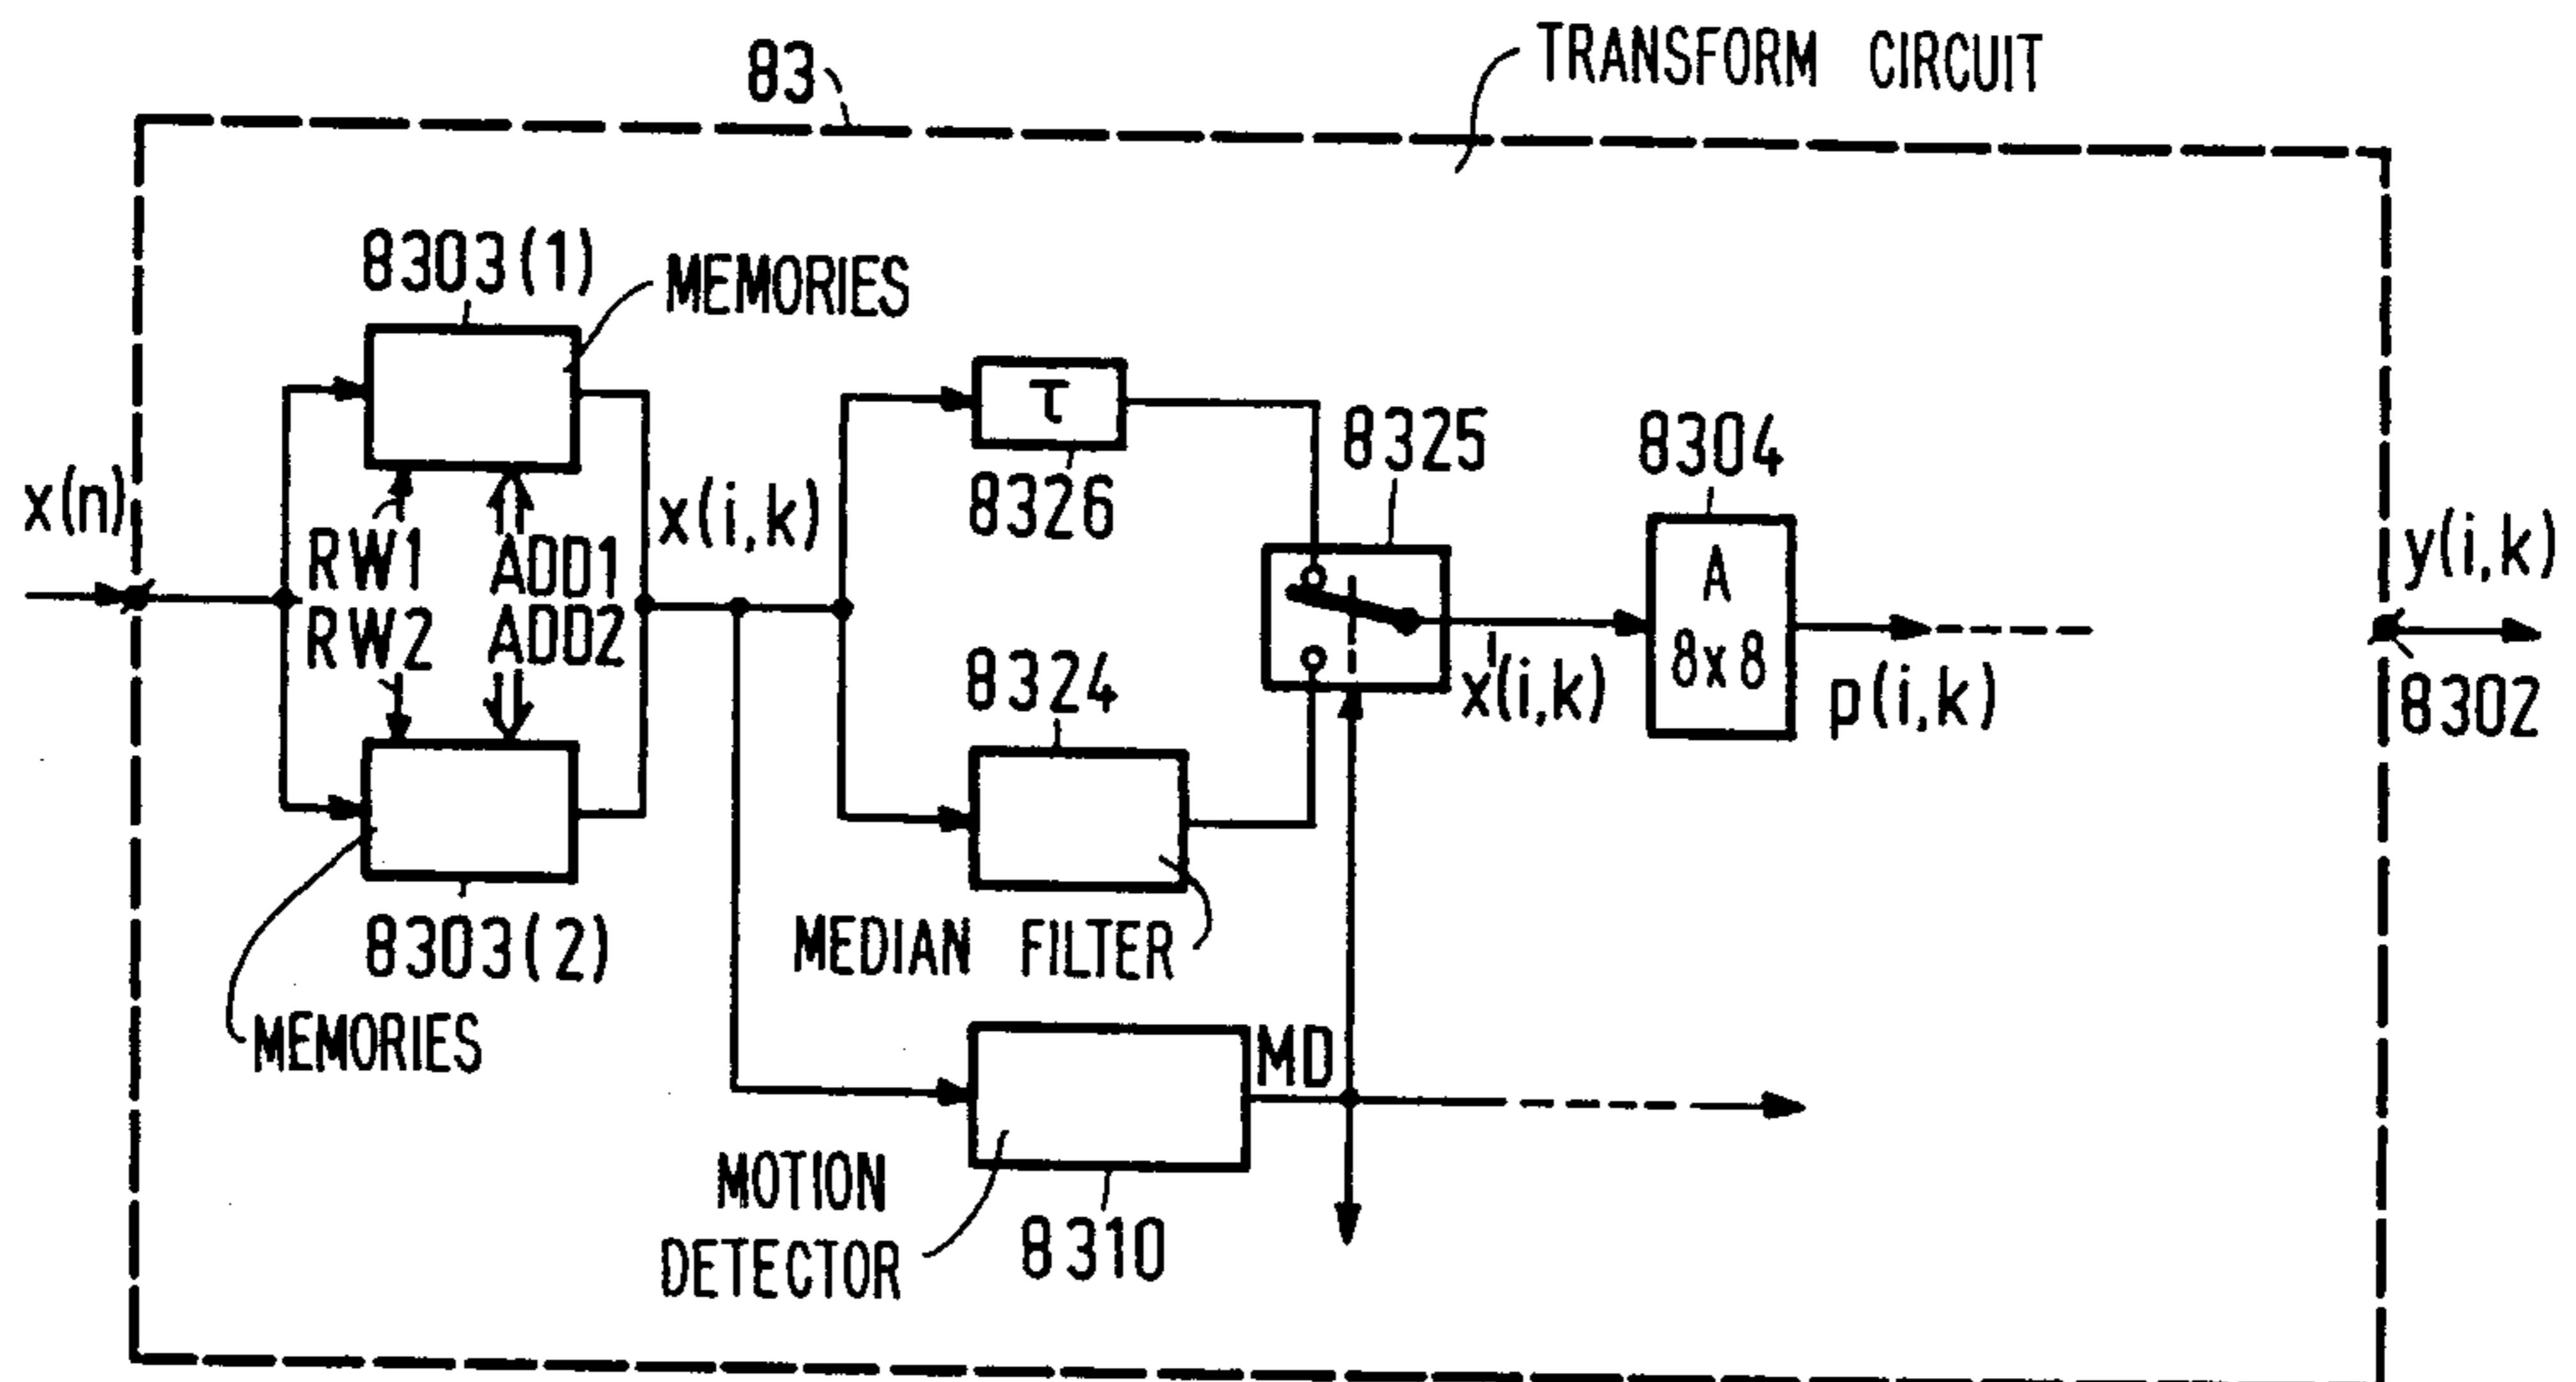 83
TRANSFORM CIRCUIT
8303(1)
MEMORIES
x(n)
RW1
ADD1
RW2
ADD2
x(i,k)
τ
8326
8325
8304
A
8x8
x'(i,k)
p(i,k)
y(i,k)
8302
8324
MEDIAN FILTER
8303(2)
MEMORIES
MD
MOTION
DETECTOR
8310